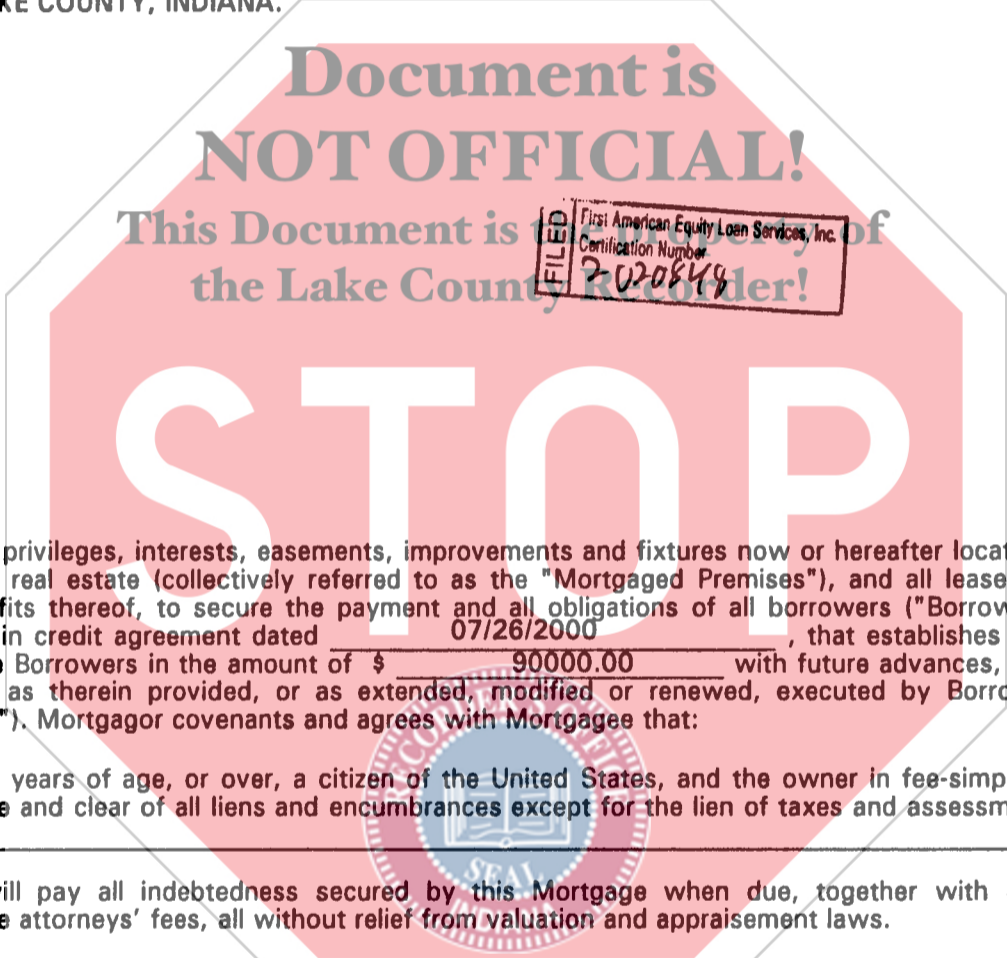 KE COUNTY, INDIANA.
Document is
NOT OFFICIAL!
This Document is the property of
the Lake County Recorder!
FILED
First American Equity Loan Services, Inc.
Certification Number
2020848
STOP
privileges, interests, easements, improvements and fixtures now or hereafter locat
real estate (collectively referred to as the "Mortgaged Premises"), and all lease
fits thereof, to secure the payment and all obligations of all borrowers ("Borrow
in credit agreement dated 07/26/2000, that establishes
Borrowers in the amount of $ 90000.00 with future advances,
as therein provided, or as extended, modified or renewed, executed by Borro
"). Mortgagor covenants and agrees with Mortgagee that:
years of age, or over, a citizen of the United States, and the owner in fee-simp
e and clear of all liens and encumbrances except for the lien of taxes and assessm
ill pay all indebtedness secured by this Mortgage when due, together with
e attorneys' fees, all without relief from valuation and appraisement laws.
RECORDER'S OFFICE
SEAL
INDIANA